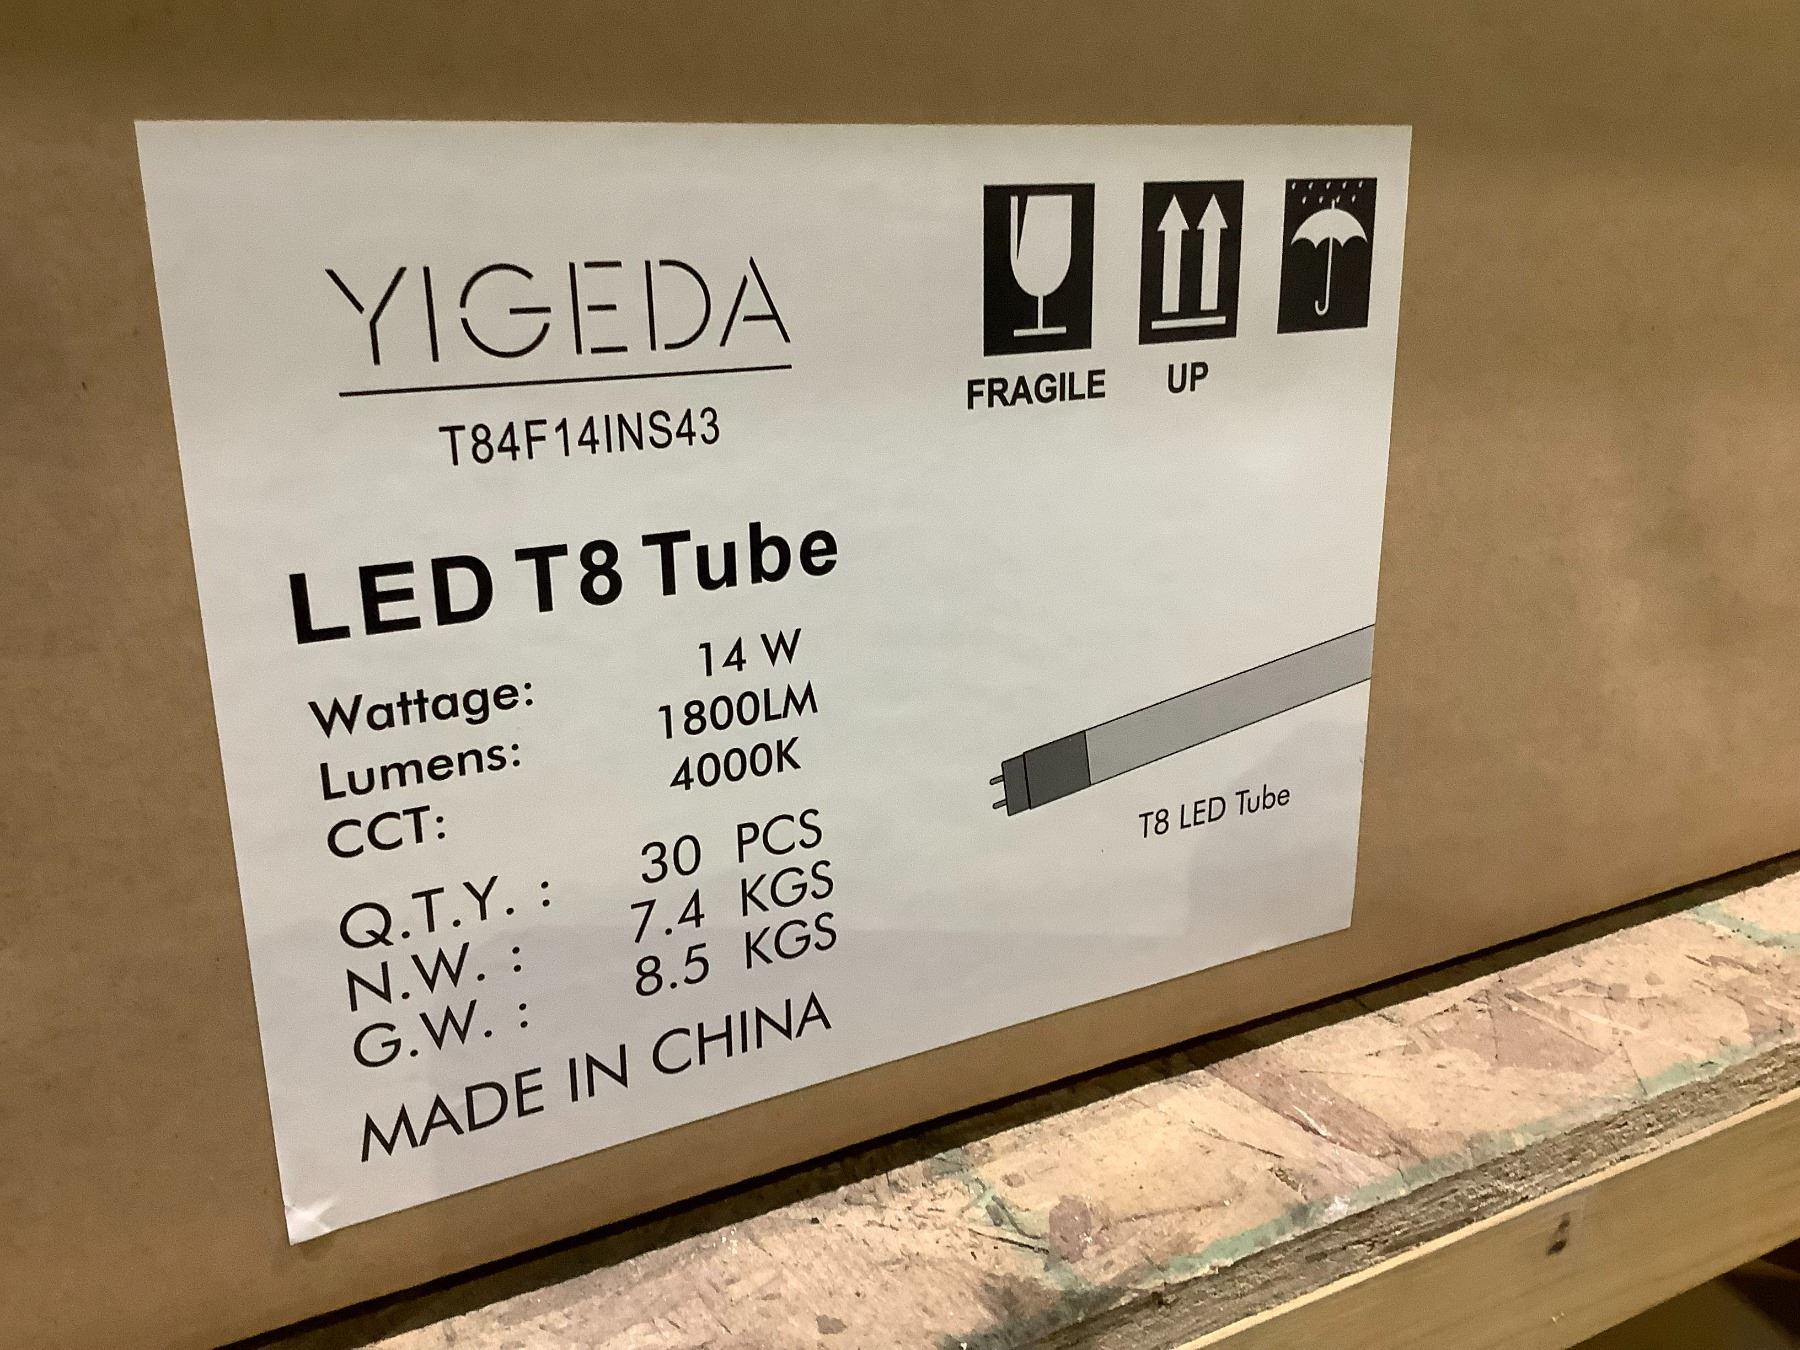 YIGEDA
T84F14INS43
FRAGILE
UP
LED T8 Tube
Wattage: 14 W
Lumens: 1800LM
CCT: 4000K
Q.T.Y. : 30 PCS
N.W. : 7.4 KGS
G.W. : 8.5 KGS
MADE IN CHINA
T8 LED Tube